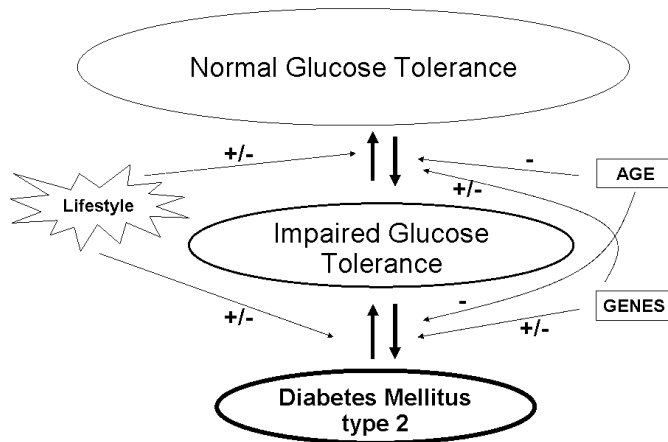 Normal Glucose Tolerance
+/-
-
AGE
+/-
Lifestyle
Impaired Glucose
Tolerance
GENES
-
+/-
+/-
Diabetes Mellitus
type 2